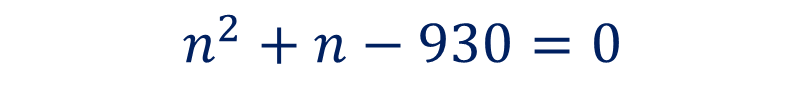 n² + n − 930 = 0